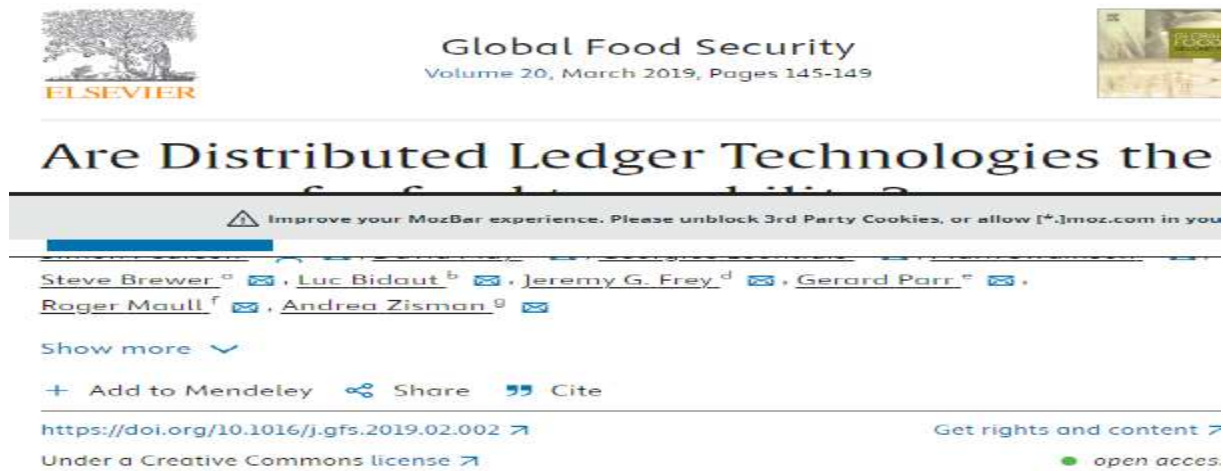 ELSEVIER
Global Food Security
Volume 20, March 2019, Pages 145-149
Are Distributed Ledger Technologies the
Improve your MozBar experience. Please unblock 3rd Party Cookies, or allow [*.]moz.com in you
Steve Brewer a, Luc Bidaut b, Jeremy G. Frey d, Gerard Parr e,
Roger Maull f, Andrea Zisman g
Show more
+ Add to Mendeley Share Cite
https://doi.org/10.1016/j.gfs.2019.02.002
Get rights and content
Under a Creative Commons license
open acces